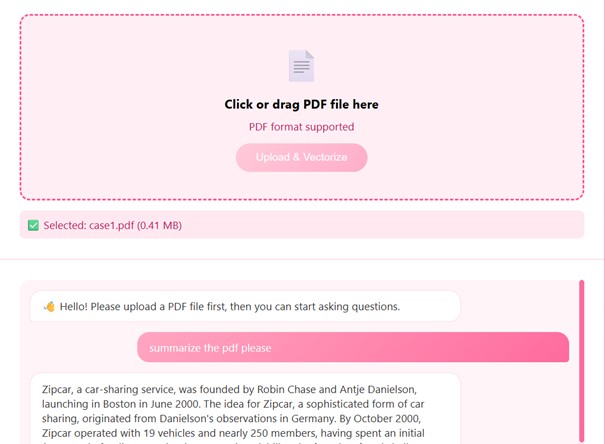 Click or drag PDF file here
PDF format supported
Upload & Vectorize
Selected: case1.pdf (0.41 MB)
Hello! Please upload a PDF file first, then you can start asking questions.
summarize the pdf please
Zipcar, a car-sharing service, was founded by Robin Chase and Antje Danielson,
launching in Boston in June 2000. The idea for Zipcar, a sophisticated form of car
sharing, originated from Danielson's observations in Germany. By October 2000,
Zipcar operated with 19 vehicles and nearly 250 members, having spent an initial